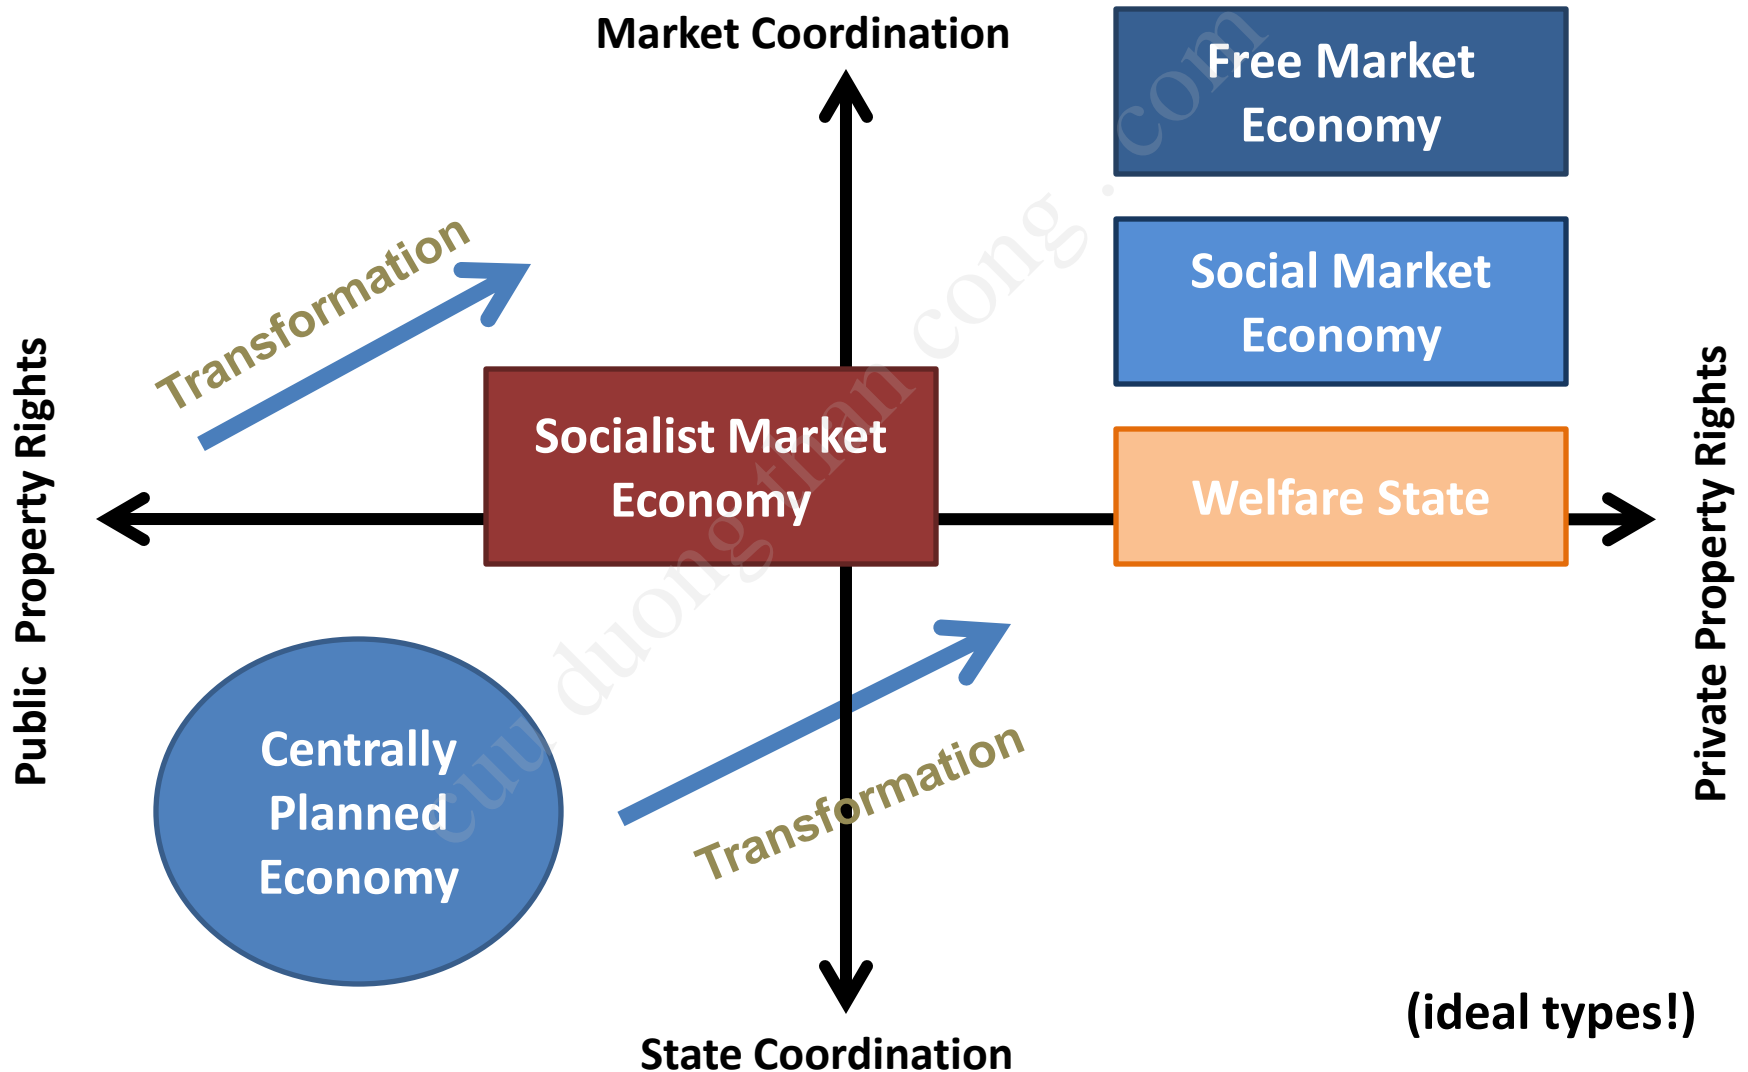 Market Coordination
Free Market
Economy
Social Market
Economy
Transformation
Public Property Rights
Socialist Market
Economy
Welfare State
Private Property Rights
Centrally
Planned
Economy
Transformation
(ideal types!)
State Coordination
cuu duong than cong . com